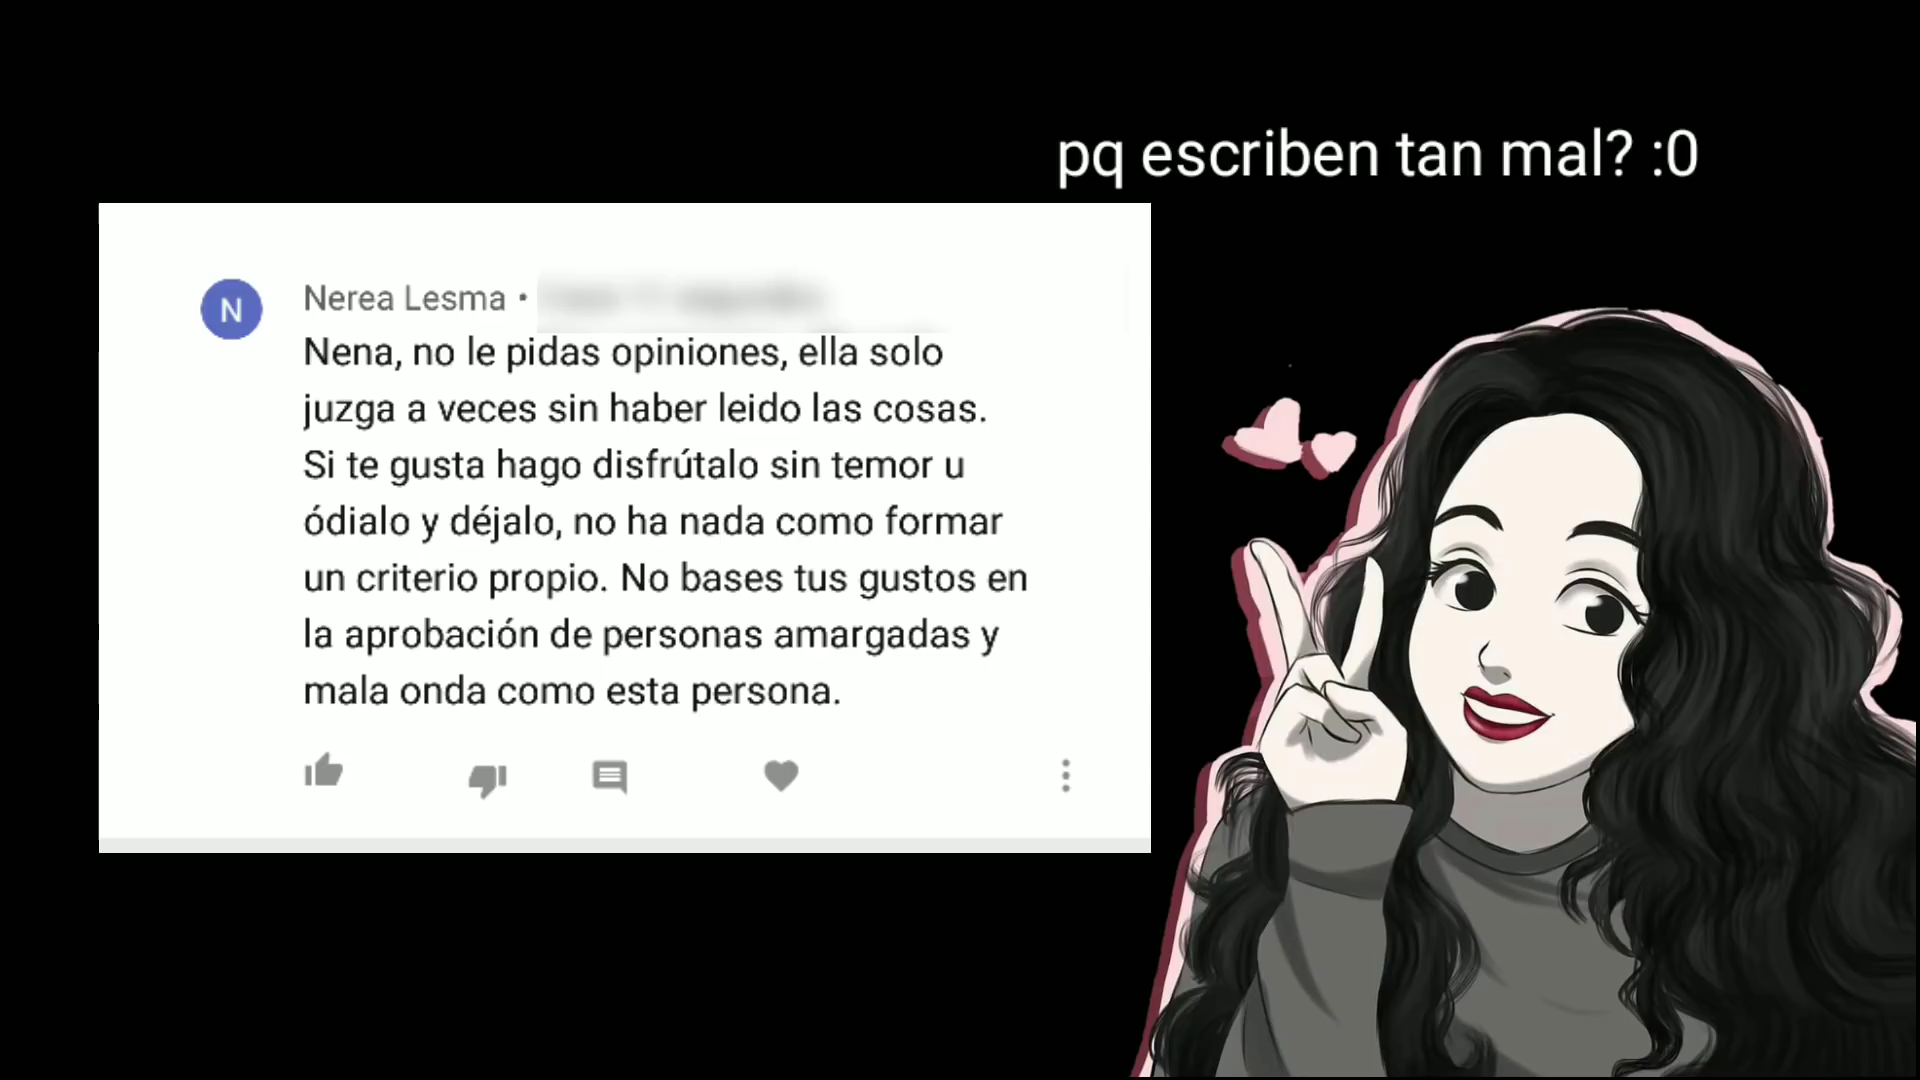 pq escriben tan mal? :0
N
Nerea Lesma •
Nena, no le pidas opiniones, ella solo
juzga a veces sin haber leido las cosas.
Si te gusta hago disfrútalo sin temor u
ódialo y déjalo, no ha nada como formar
un criterio propio. No bases tus gustos en
la aprobación de personas amargadas y
mala onda como esta persona.